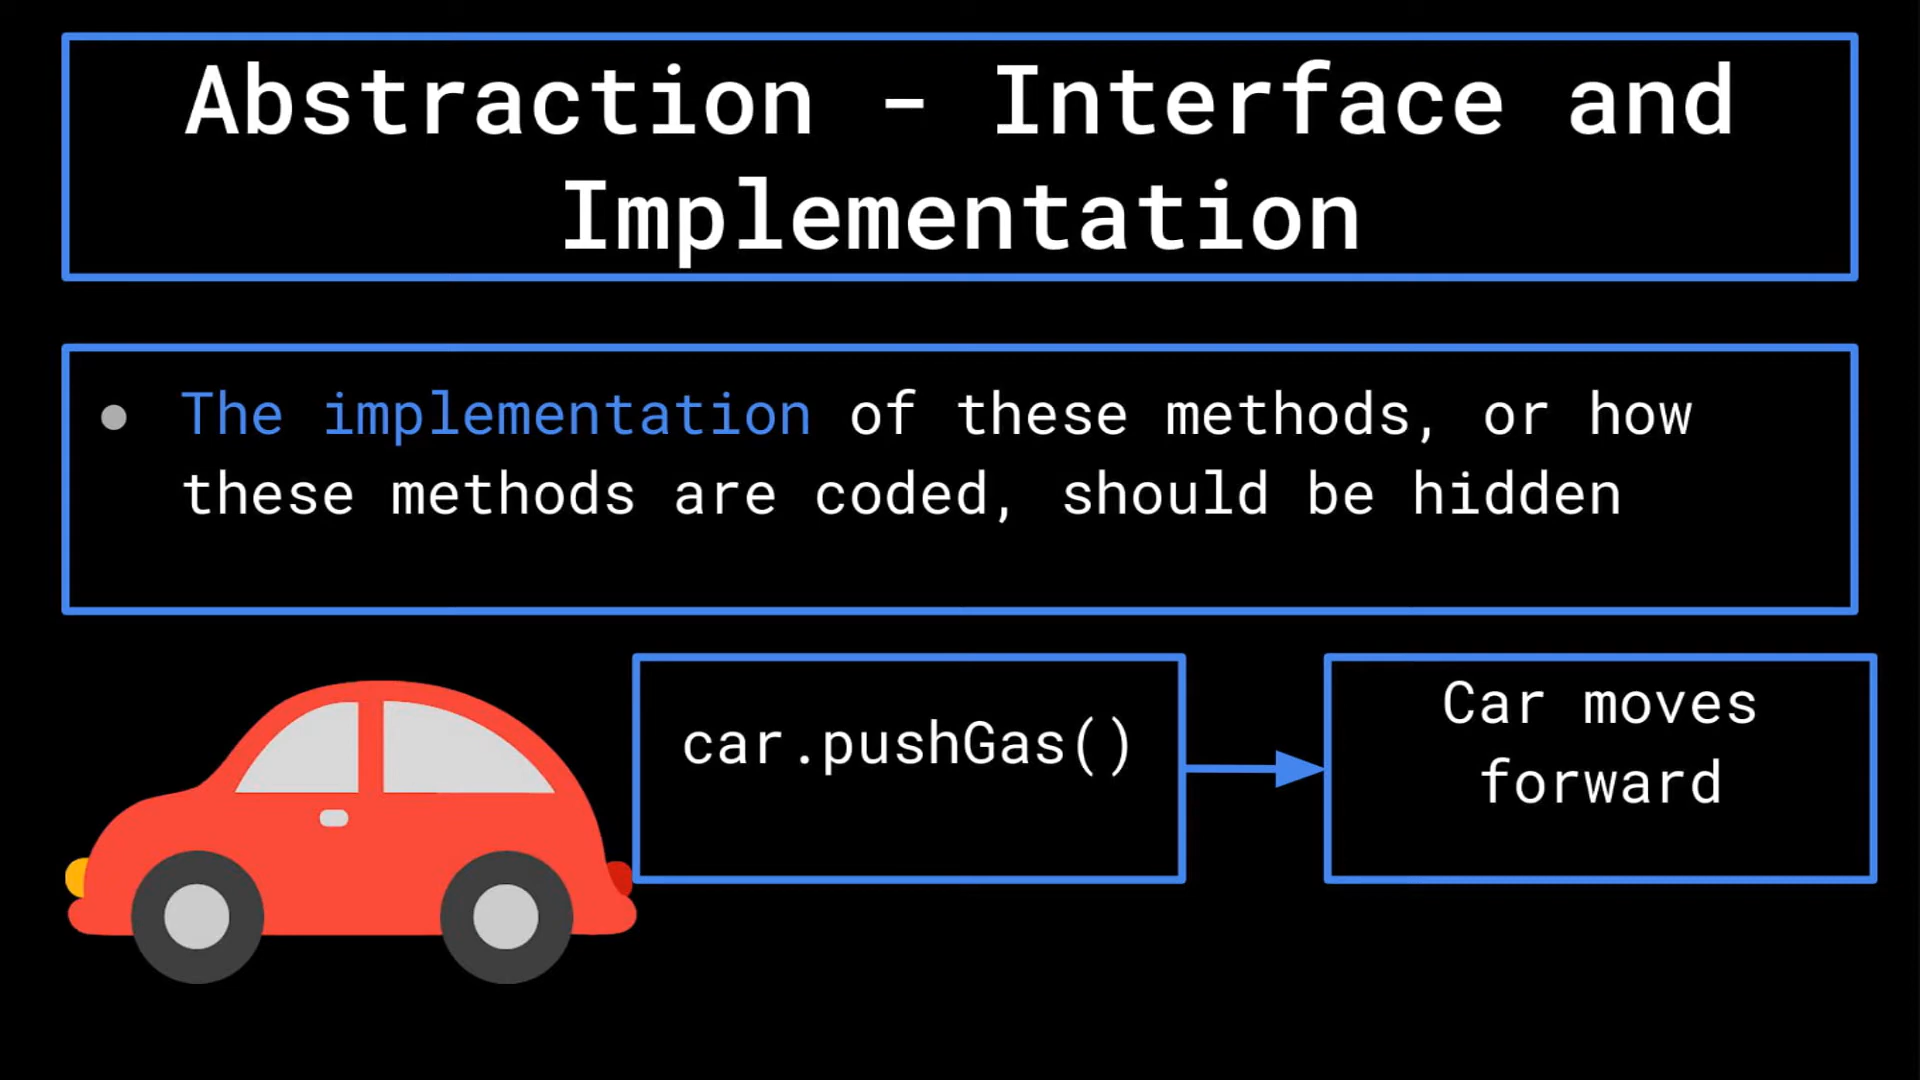 Abstraction - Interface and
Implementation
The implementation of these methods, or how
these methods are coded, should be hidden
car.pushGas()
Car moves
forward